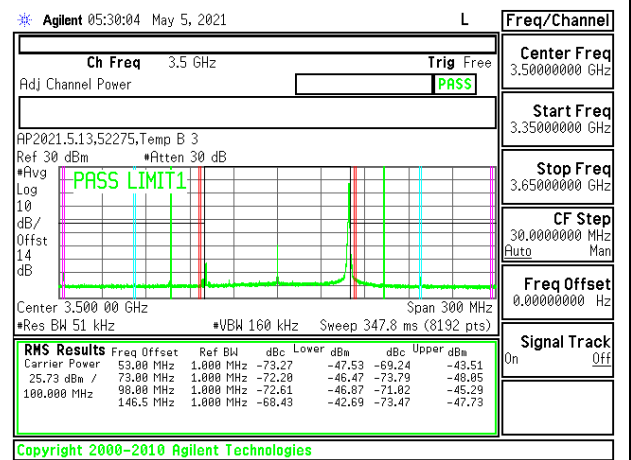 Agilent 05:30:04 May 5, 2021 L
Freq/Channel
Ch Freq 3.5 GHz Trig Free
Adj Channel Power PASS
Center Freq
3.50000000 GHz
Start Freq
3.35000000 GHz
Stop Freq
3.65000000 GHz
CF Step
30.0000000 MHz
Auto Man
Freq Offset
0.00000000 Hz
Signal Track
On Off
AP2021.5.13,52275,Temp B 3
Ref 30 dBm #Atten 30 dB
#Avg
Log
10
dB/
Offst
14
dB
PASS LIMIT1
Center 3.500 00 GHz Span 300 MHz
#Res BW 51 kHz #VBW 160 kHz Sweep 347.8 ms (8192 pts)
RMS Results Freq Offset Ref BW dBc Lower dBm dBc Upper dBm
Carrier Power 53.00 MHz 1.000 MHz -73.27 -47.53 -69.24 -43.51
25.73 dBm / 73.00 MHz 1.000 MHz -72.20 -46.47 -73.79 -48.05
100.000 MHz 98.00 MHz 1.000 MHz -72.61 -46.87 -71.02 -45.29
146.5 MHz 1.000 MHz -68.43 -42.69 -73.47 -47.73
Copyright 2000-2010 Agilent Technologies